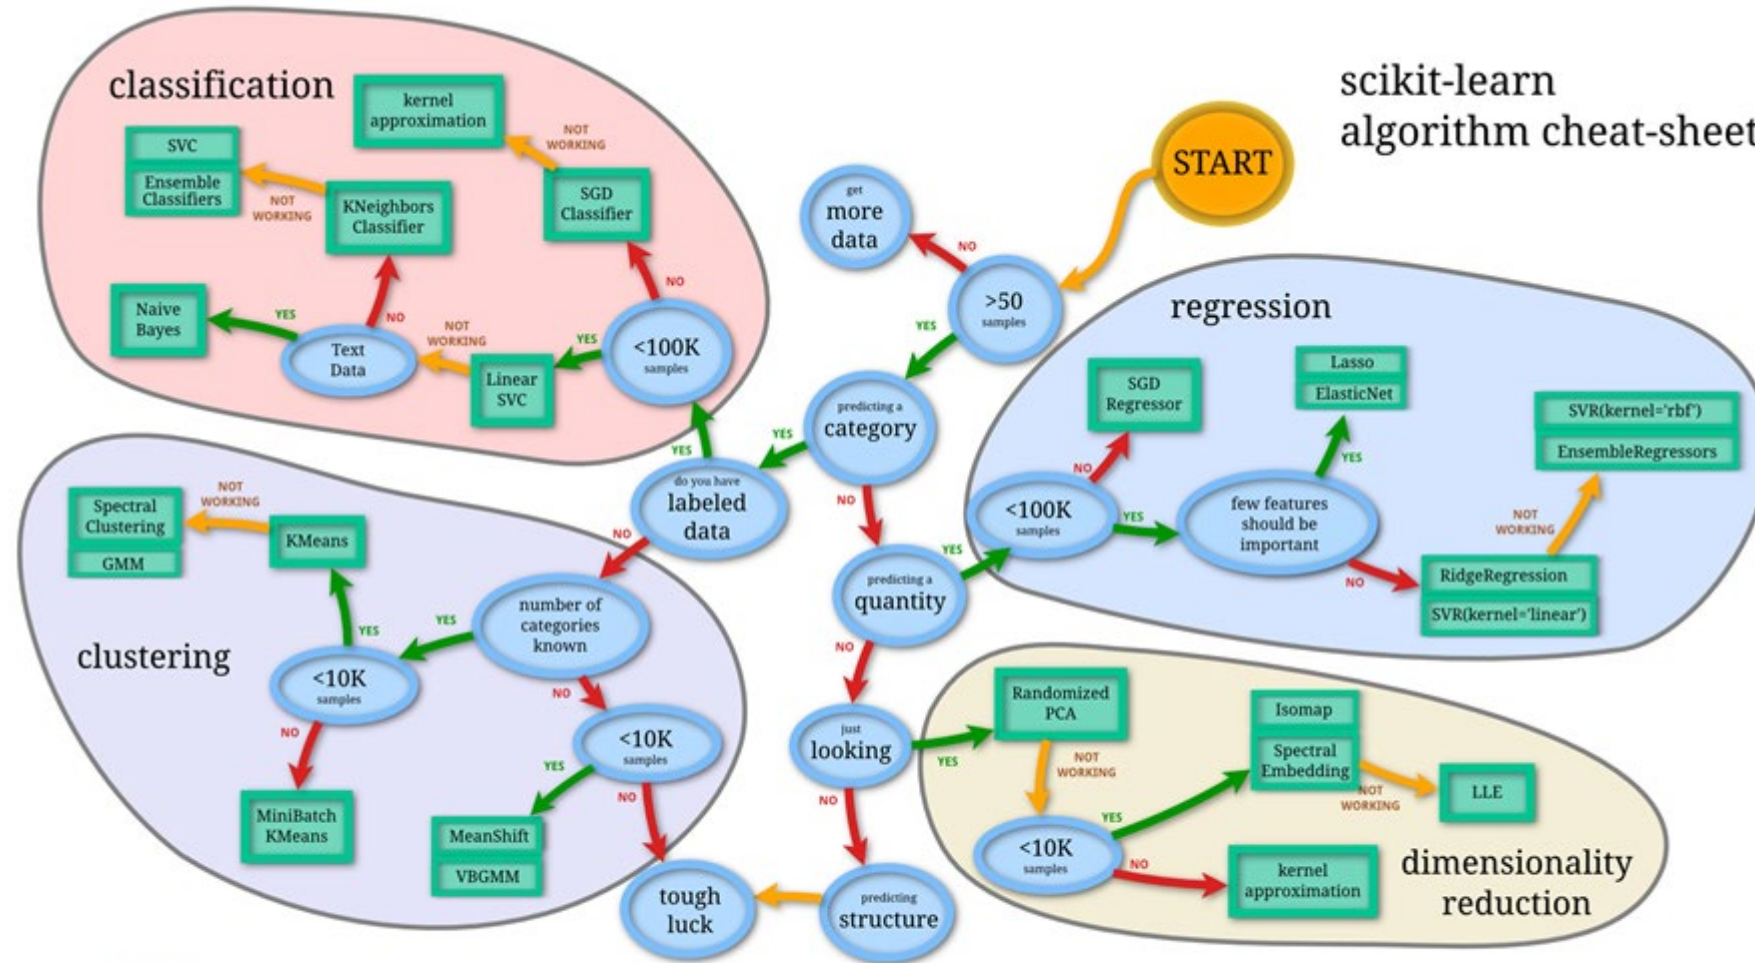 scikit-learn
algorithm cheat-sheet
START
get
more
data
NO
>50
samples
YES
predicting a
category
YES
NO
do you have
labeled
data
YES
NO
predicting a
quantity
YES
NO
just
looking
YES
NO
predicting
structure
tough
luck
classification
kernel
approximation
NOT
WORKING
SVC
Ensemble
Classifiers
NOT
WORKING
KNeighbors
Classifier
SGD
Classifier
NO
Naive
Bayes
YES
NO
Text
Data
NOT
WORKING
Linear
SVC
YES
<100K
samples
regression
SGD
Regressor
Lasso
ElasticNet
SVR(kernel='rbf')
EnsembleRegressors
NO
YES
<100K
samples
YES
few features
should be
important
NOT
WORKING
NO
RidgeRegression
SVR(kernel='linear')
clustering
Spectral
Clustering
GMM
NOT
WORKING
KMeans
number of
categories
known
YES
YES
<10K
samples
NO
NO
<10K
samples
YES
NO
MiniBatch
KMeans
MeanShift
VBGMM
Randomized
PCA
NOT
WORKING
Isomap
Spectral
Embedding
NOT
WORKING
LLE
YES
<10K
samples
NO
kernel
approximation
dimensionality
reduction